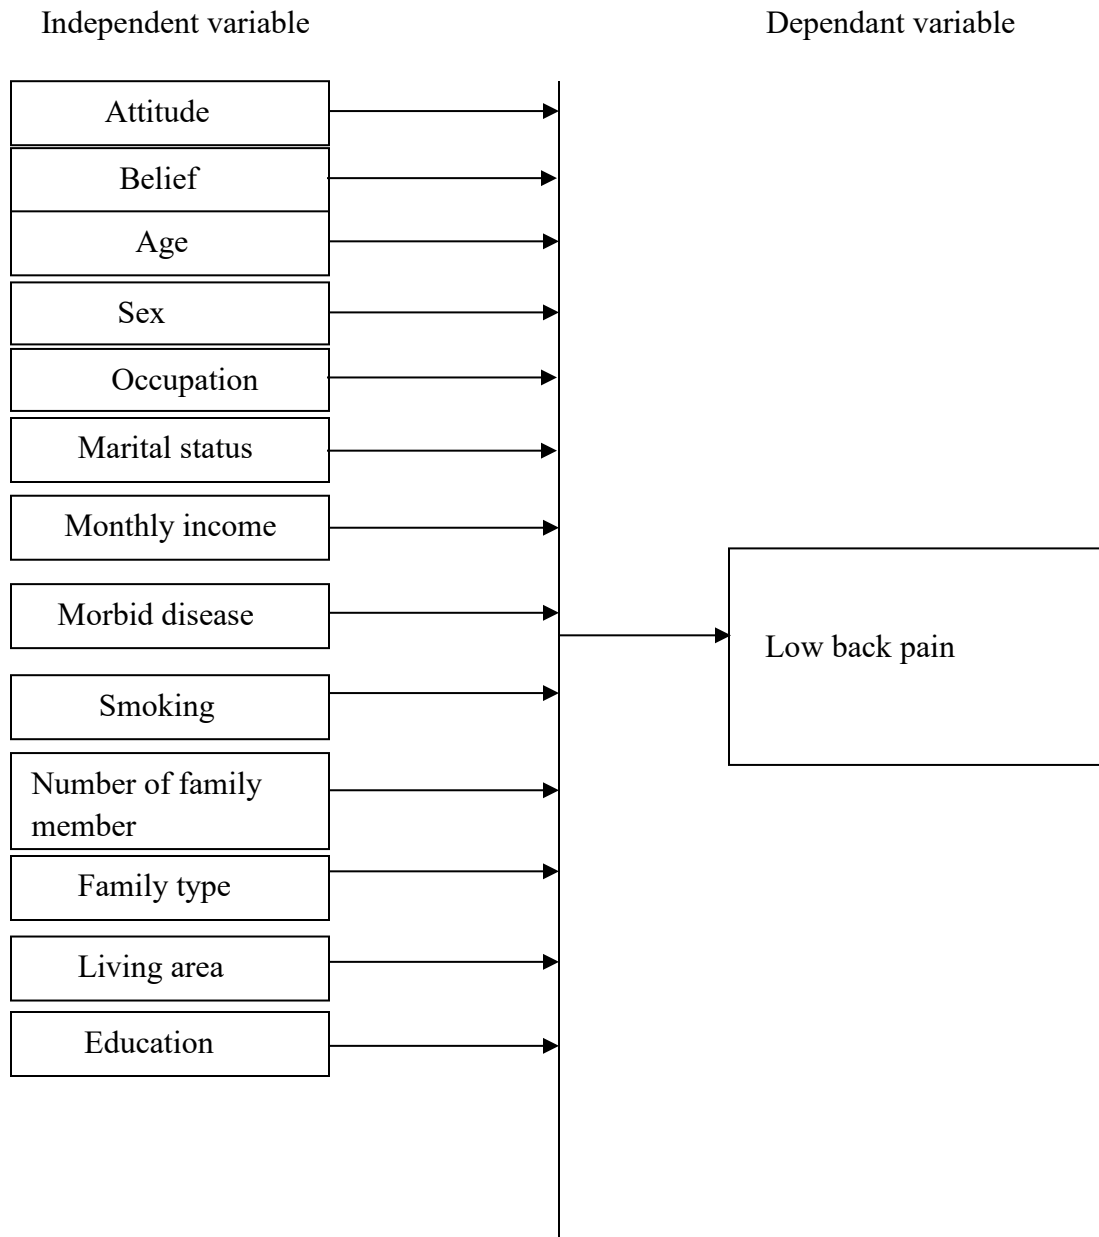 Independent variable
Dependant variable
Attitude
Belief
Age
Sex
Occupation
Marital status
Monthly income
Morbid disease
Low back pain
Smoking
Number of family
member
Family type
Living area
Education